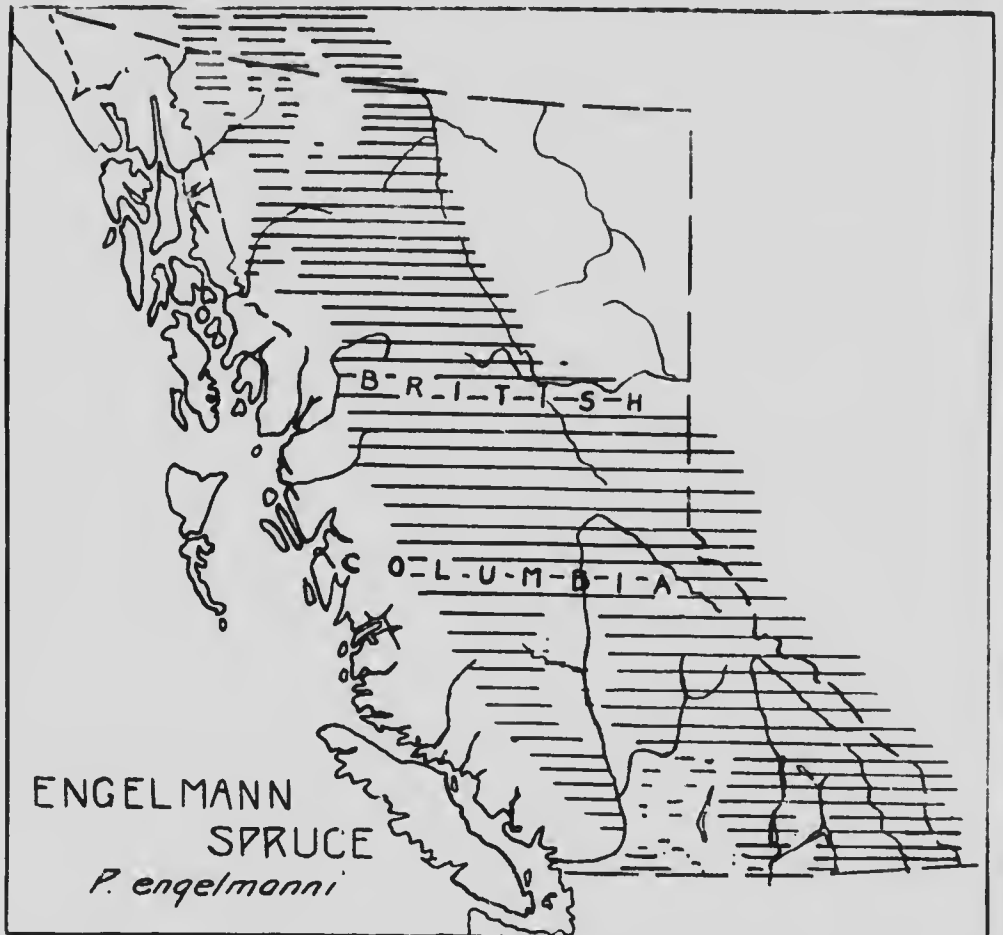 B-R-I-T-I-S-H
C O-L-U-M-B-I-A
ENGELMANN
SPRUCE
P. engelmanni